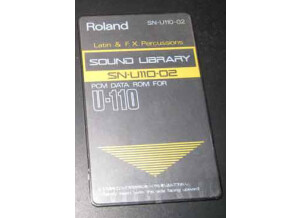 Roland SN-U110-02
Latin & F.X. Percussions
SOUND LIBRARY
SN-U110-02
PCM DATA ROM FOR
U-110